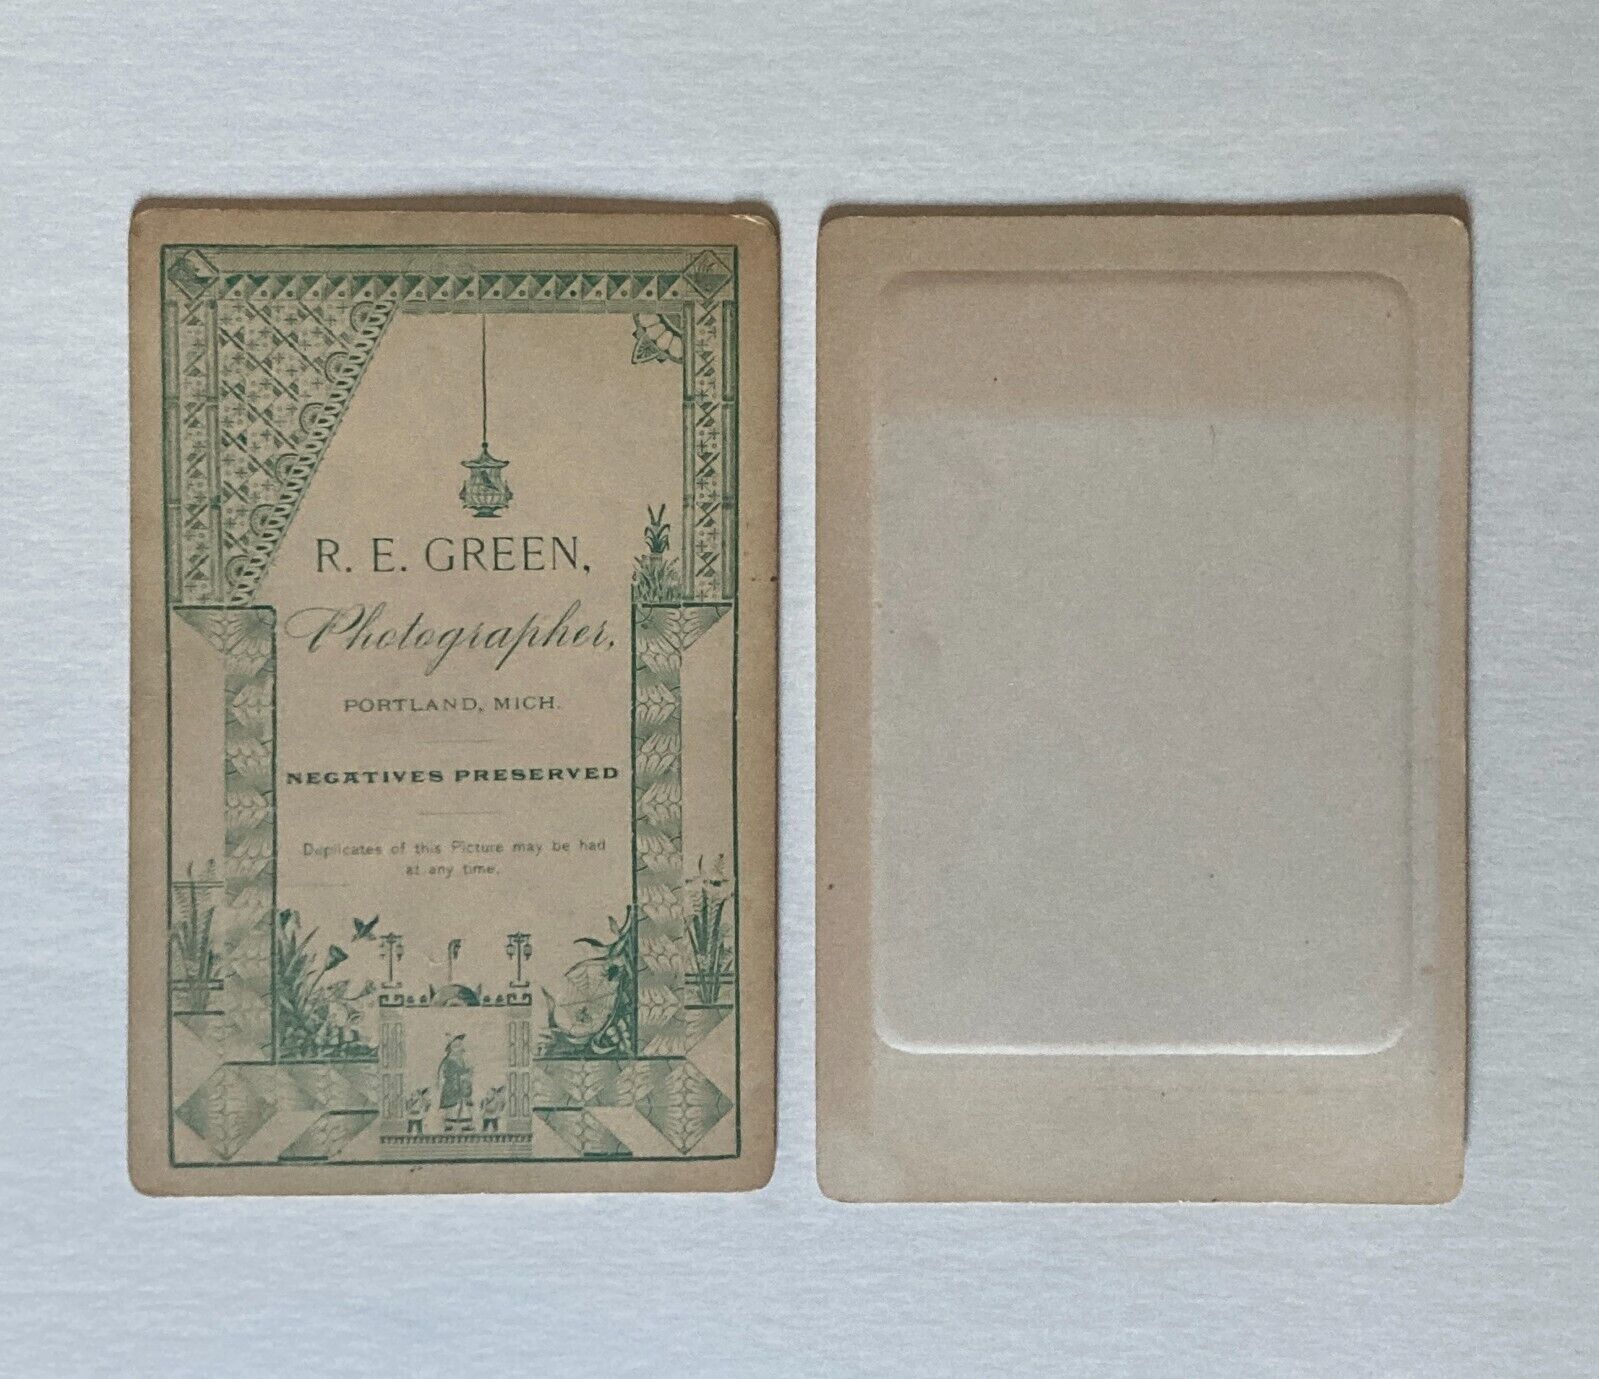 R. E. GREEN,
Photographer,
PORTLAND, MICH.
NEGATIVES PRESERVED
Duplicates of this Picture may be had
at any time.